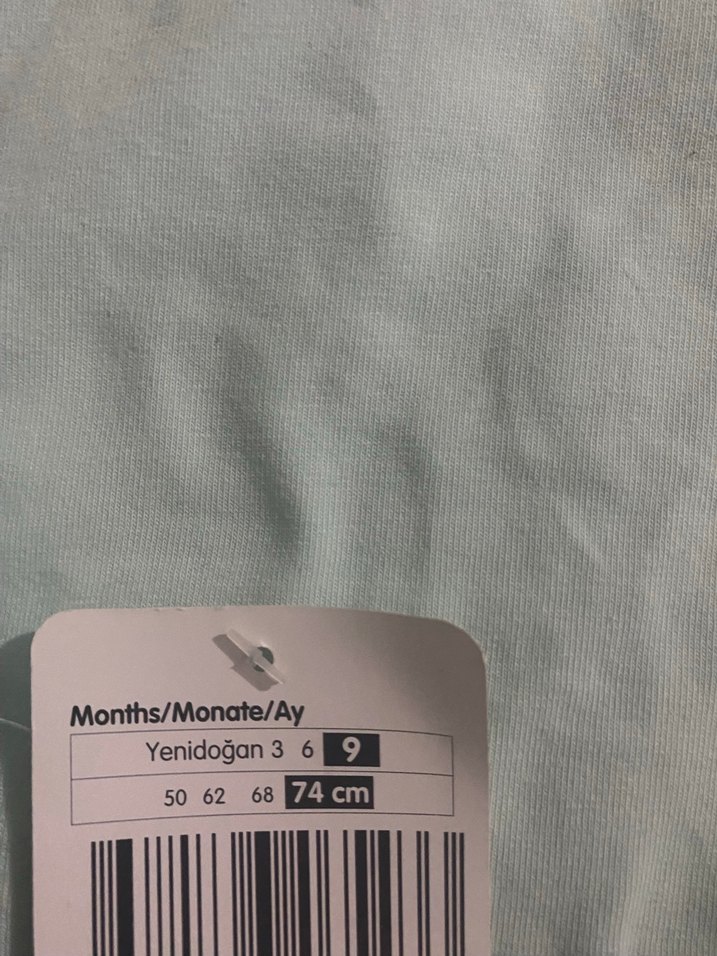 Months/Monate/Ay
Yenidoğan 3 6 9
50 62 68 74 cm